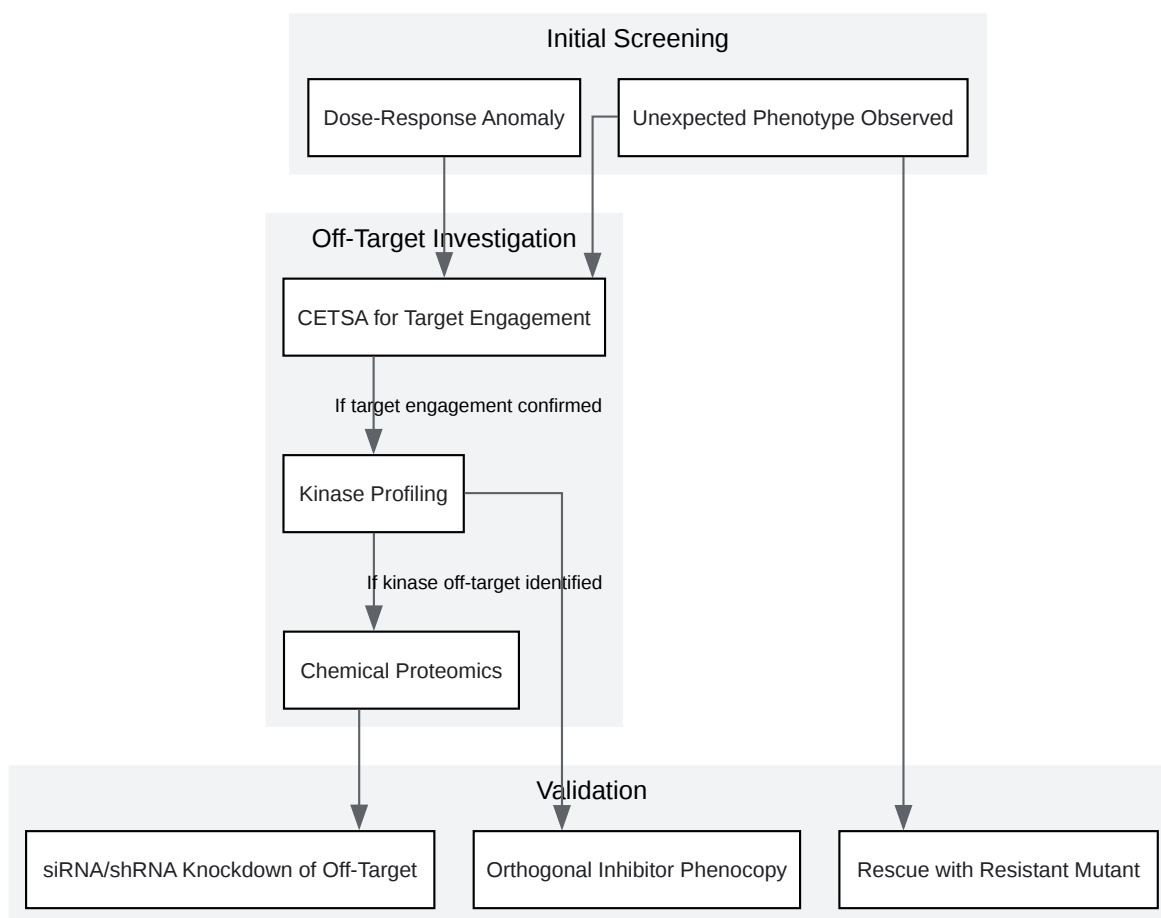 Initial Screening
Dose-Response Anomaly
Unexpected Phenotype Observed
Off-Target Investigation
CETSA for Target Engagement
If target engagement confirmed
Kinase Profiling
If kinase off-target identified
Chemical Proteomics
Validation
siRNA/shRNA Knockdown of Off-Target
Orthogonal Inhibitor Phenocopy
Rescue with Resistant Mutant